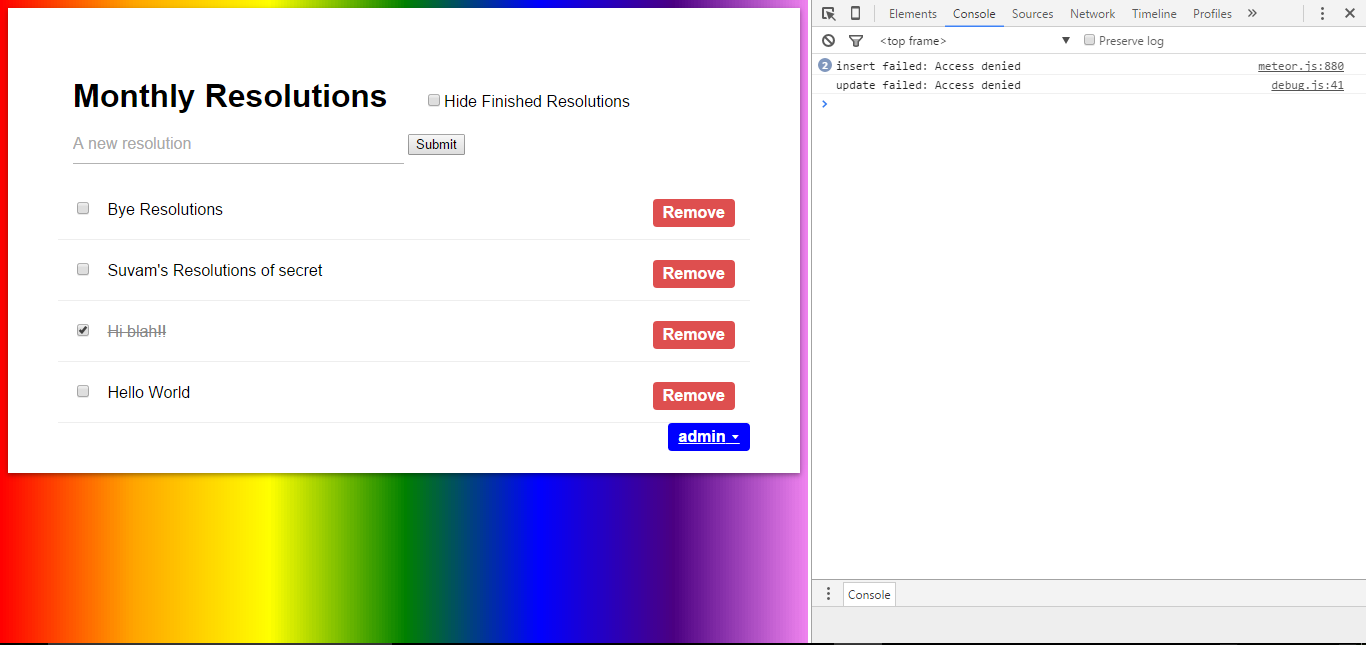 Monthly Resolutions
Hide Finished Resolutions
A new resolution
Submit
Bye Resolutions
Remove
Suvam's Resolutions of secret
Remove
Hi blah!!
Remove
Hello World
Remove
admin
Elements Console Sources Network Timeline Profiles »
<top frame> ▼ Preserve log
2 insert failed: Access denied meteor.js:880
update failed: Access denied debug.js:41
>
Console